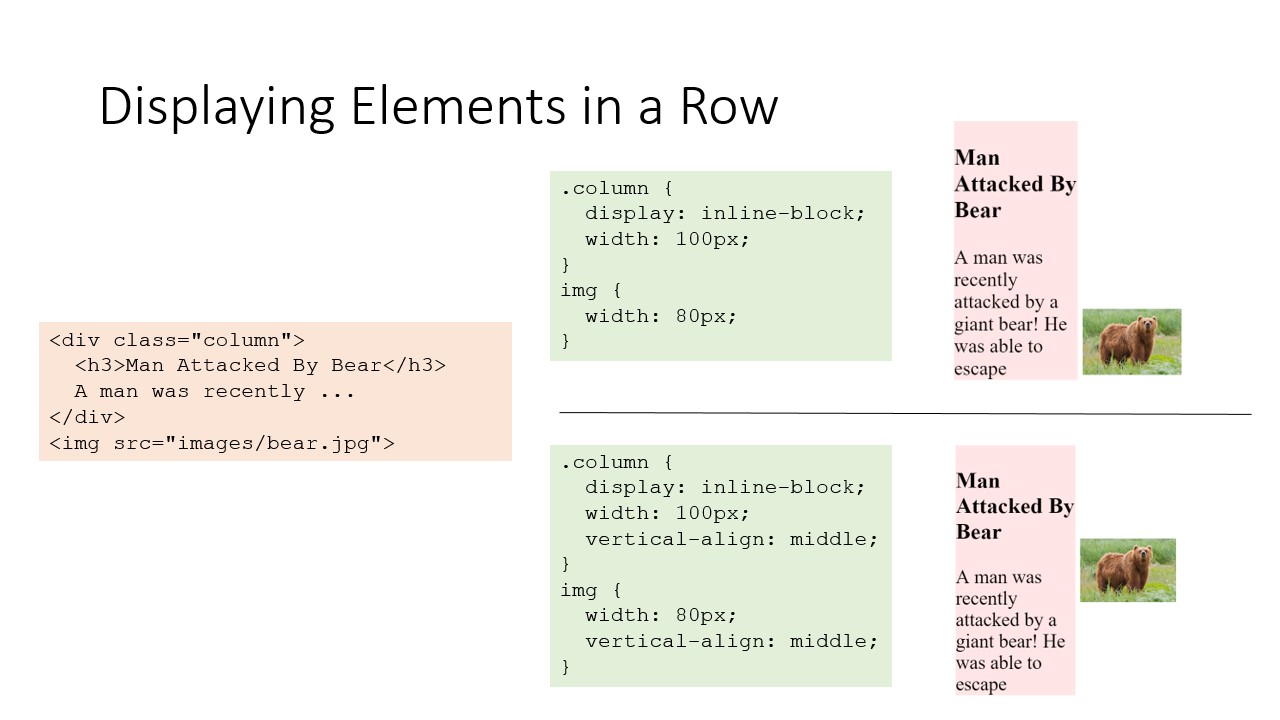 Displaying Elements in a Row
<div class="column">
  <h3>Man Attacked By Bear</h3>
  A man was recently ...
</div>
<img src="images/bear.jpg">
.column {
  display: inline-block;
  width: 100px;
}
img {
  width: 80px;
}
Man
Attacked By
Bear
A man was
recently
attacked by a
giant bear! He
was able to
escape
.column {
  display: inline-block;
  width: 100px;
  vertical-align: middle;
}
img {
  width: 80px;
  vertical-align: middle;
}
Man
Attacked By
Bear
A man was
recently
attacked by a
giant bear! He
was able to
escape